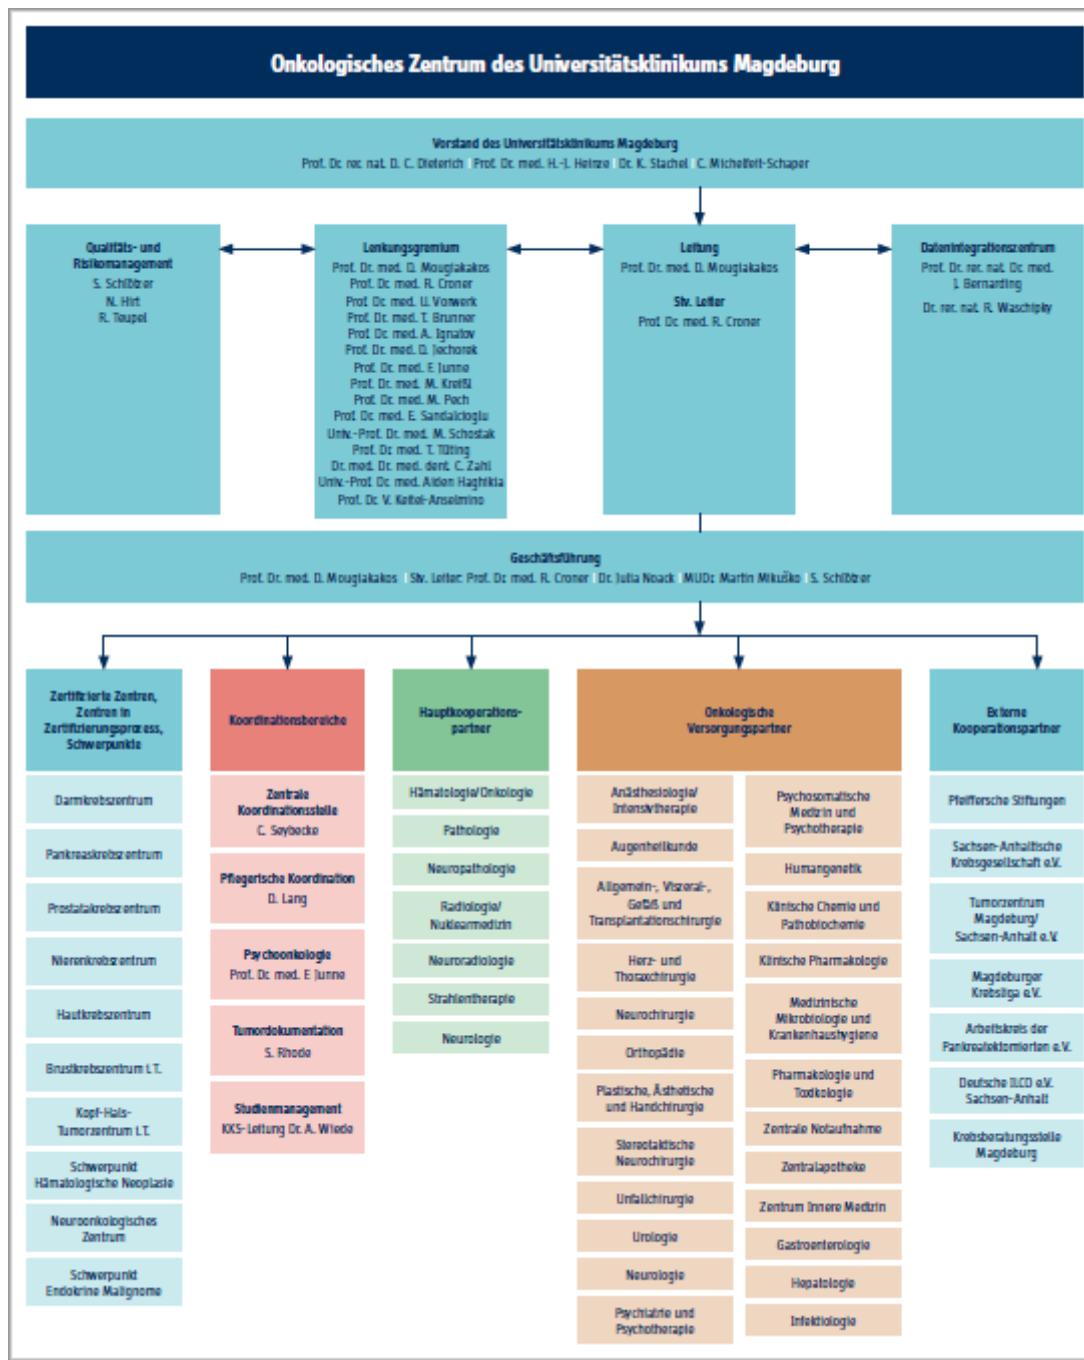 Onkologisches Zentrum des Universitätsklinikums Magdeburg
Vorstand des Universitätsklinikums Magdeburg
Prof. Dr. rer. nat. D. C. Dieterich | Prof. Dr. med. H.-J. Heinze | Dr. K. Stachel | C. Michelfeit-Schaper
Qualitäts- und
Risikomanagement
S. Schlötzer
N. Hirt
R. Teupel
Lenkungsgremium
Prof. Dr. med. D. Mougiakakos
Prof. Dr. med. R. Croner
Prof. Dr. med. U. Vorwerk
Prof. Dr. med. T. Brunner
Prof. Dr. med. A. Ignatov
Prof. Dr. med. D. Jechorek
Prof. Dr. med. F. Junne
Prof. Dr. med. M. Kreißl
Prof. Dr. med. M. Pech
Prof. Dr. med. E. Sandalcioglu
Univ.-Prof. Dr. med. M. Schostak
Prof. Dr. med. T. Tüting
Dr. med. Dr. med. dent. C. Zahl
Univ.-Prof. Dr. med. Aiden Haghikia
Prof. Dr. V. Keitel-Anselmino
Leitung
Prof. Dr. med. D. Mougiakakos
Stv. Leiter
Prof. Dr. med. R. Croner
Datenintegrationszentrum
Prof. Dr. rer. nat. Dr. med.
J. Bernarding
Dr. rer. nat. R. Waschipky
Geschäftsführung
Prof. Dr. med. D. Mougiakakos | Stv. Leiter: Prof. Dr. med. R. Croner | Dr. Julia Noack | MUDr. Martin Mikuško | S. Schlötzer
Zertifizierte Zentren,
Zentren in
Zertifizierungsprozess,
Schwerpunkte
Darmkrebszentrum
Pankreaskrebszentrum
Prostatakrebszentrum
Nierenkrebszentrum
Hautkrebszentrum
Brustkrebszentrum i.T.
Kopf-Hals-
Tumorzentrum i.T.
Schwerpunkt
Hämatologische Neoplasie
Neuroonkologisches
Zentrum
Schwerpunkt
Endokrine Malignome
Koordinationsbereiche
Zentrale
Koordinationsstelle
C. Seybecke
Pflegerische Koordination
D. Lang
Psychoonkologie
Prof. Dr. med. F. Junne
Tumordokumentation
S. Rhode
Studienmanagement
KKS-Leitung Dr. A. Wiede
Hauptkooperations-
partner
Hämatologie/Onkologie
Pathologie
Neuropathologie
Radiologie/
Nuklearmedizin
Neuroradiologie
Strahlentherapie
Neurologie
Onkologische
Versorgungspartner
Anästhesiologie/
Intensivtherapie
Augenheilkunde
Allgemein-, Viszeral-,
Gefäß und
Transplantationschirurgie
Herz- und
Thoraxchirurgie
Neurochirurgie
Orthopädie
Plastische, Ästhetische
und Handchirurgie
Stereotaktische
Neurochirurgie
Unfallchirurgie
Urologie
Neurologie
Psychiatrie und
Psychotherapie
Psychosomatische
Medizin und
Psychotherapie
Humangenetik
Klinische Chemie und
Pathobiochemie
Klinische Pharmakologie
Medizinische
Mikrobiologie und
Krankenhaushygiene
Pharmakologie und
Toxikologie
Zentrale Notaufnahme
Zentralapotheke
Zentrum Innere Medizin
Gastroenterologie
Hepatologie
Infektiologie
Externe
Kooperationspartner
Pfeiffersche Stiftungen
Sachsen-Anhaltische
Krebsgesellschaft e.V.
Tumorzentrum
Magdeburg/
Sachsen-Anhalt e.V.
Magdeburger
Krebsliga e.V.
Arbeitskreis der
Pankreatektomierten e.V.
Deutsche ILCO e.V.
Sachsen-Anhalt
Krebsberatungsstelle
Magdeburg